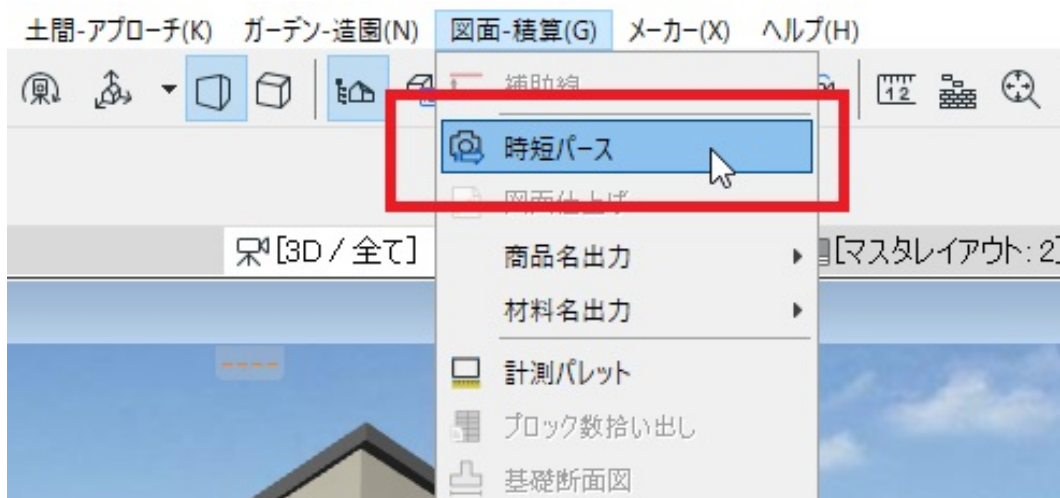 土間-アプローチ(K) ガーデン-造園(N) 図面-積算(G) メーカー(X) ヘルプ(H)
補助線
12
時短パース
図面仕上げ
[3D / 全て]
[マスタレイアウト: 2]
商品名出力
材料名出力
計測パレット
ブロック数拾い出し
基礎断面図